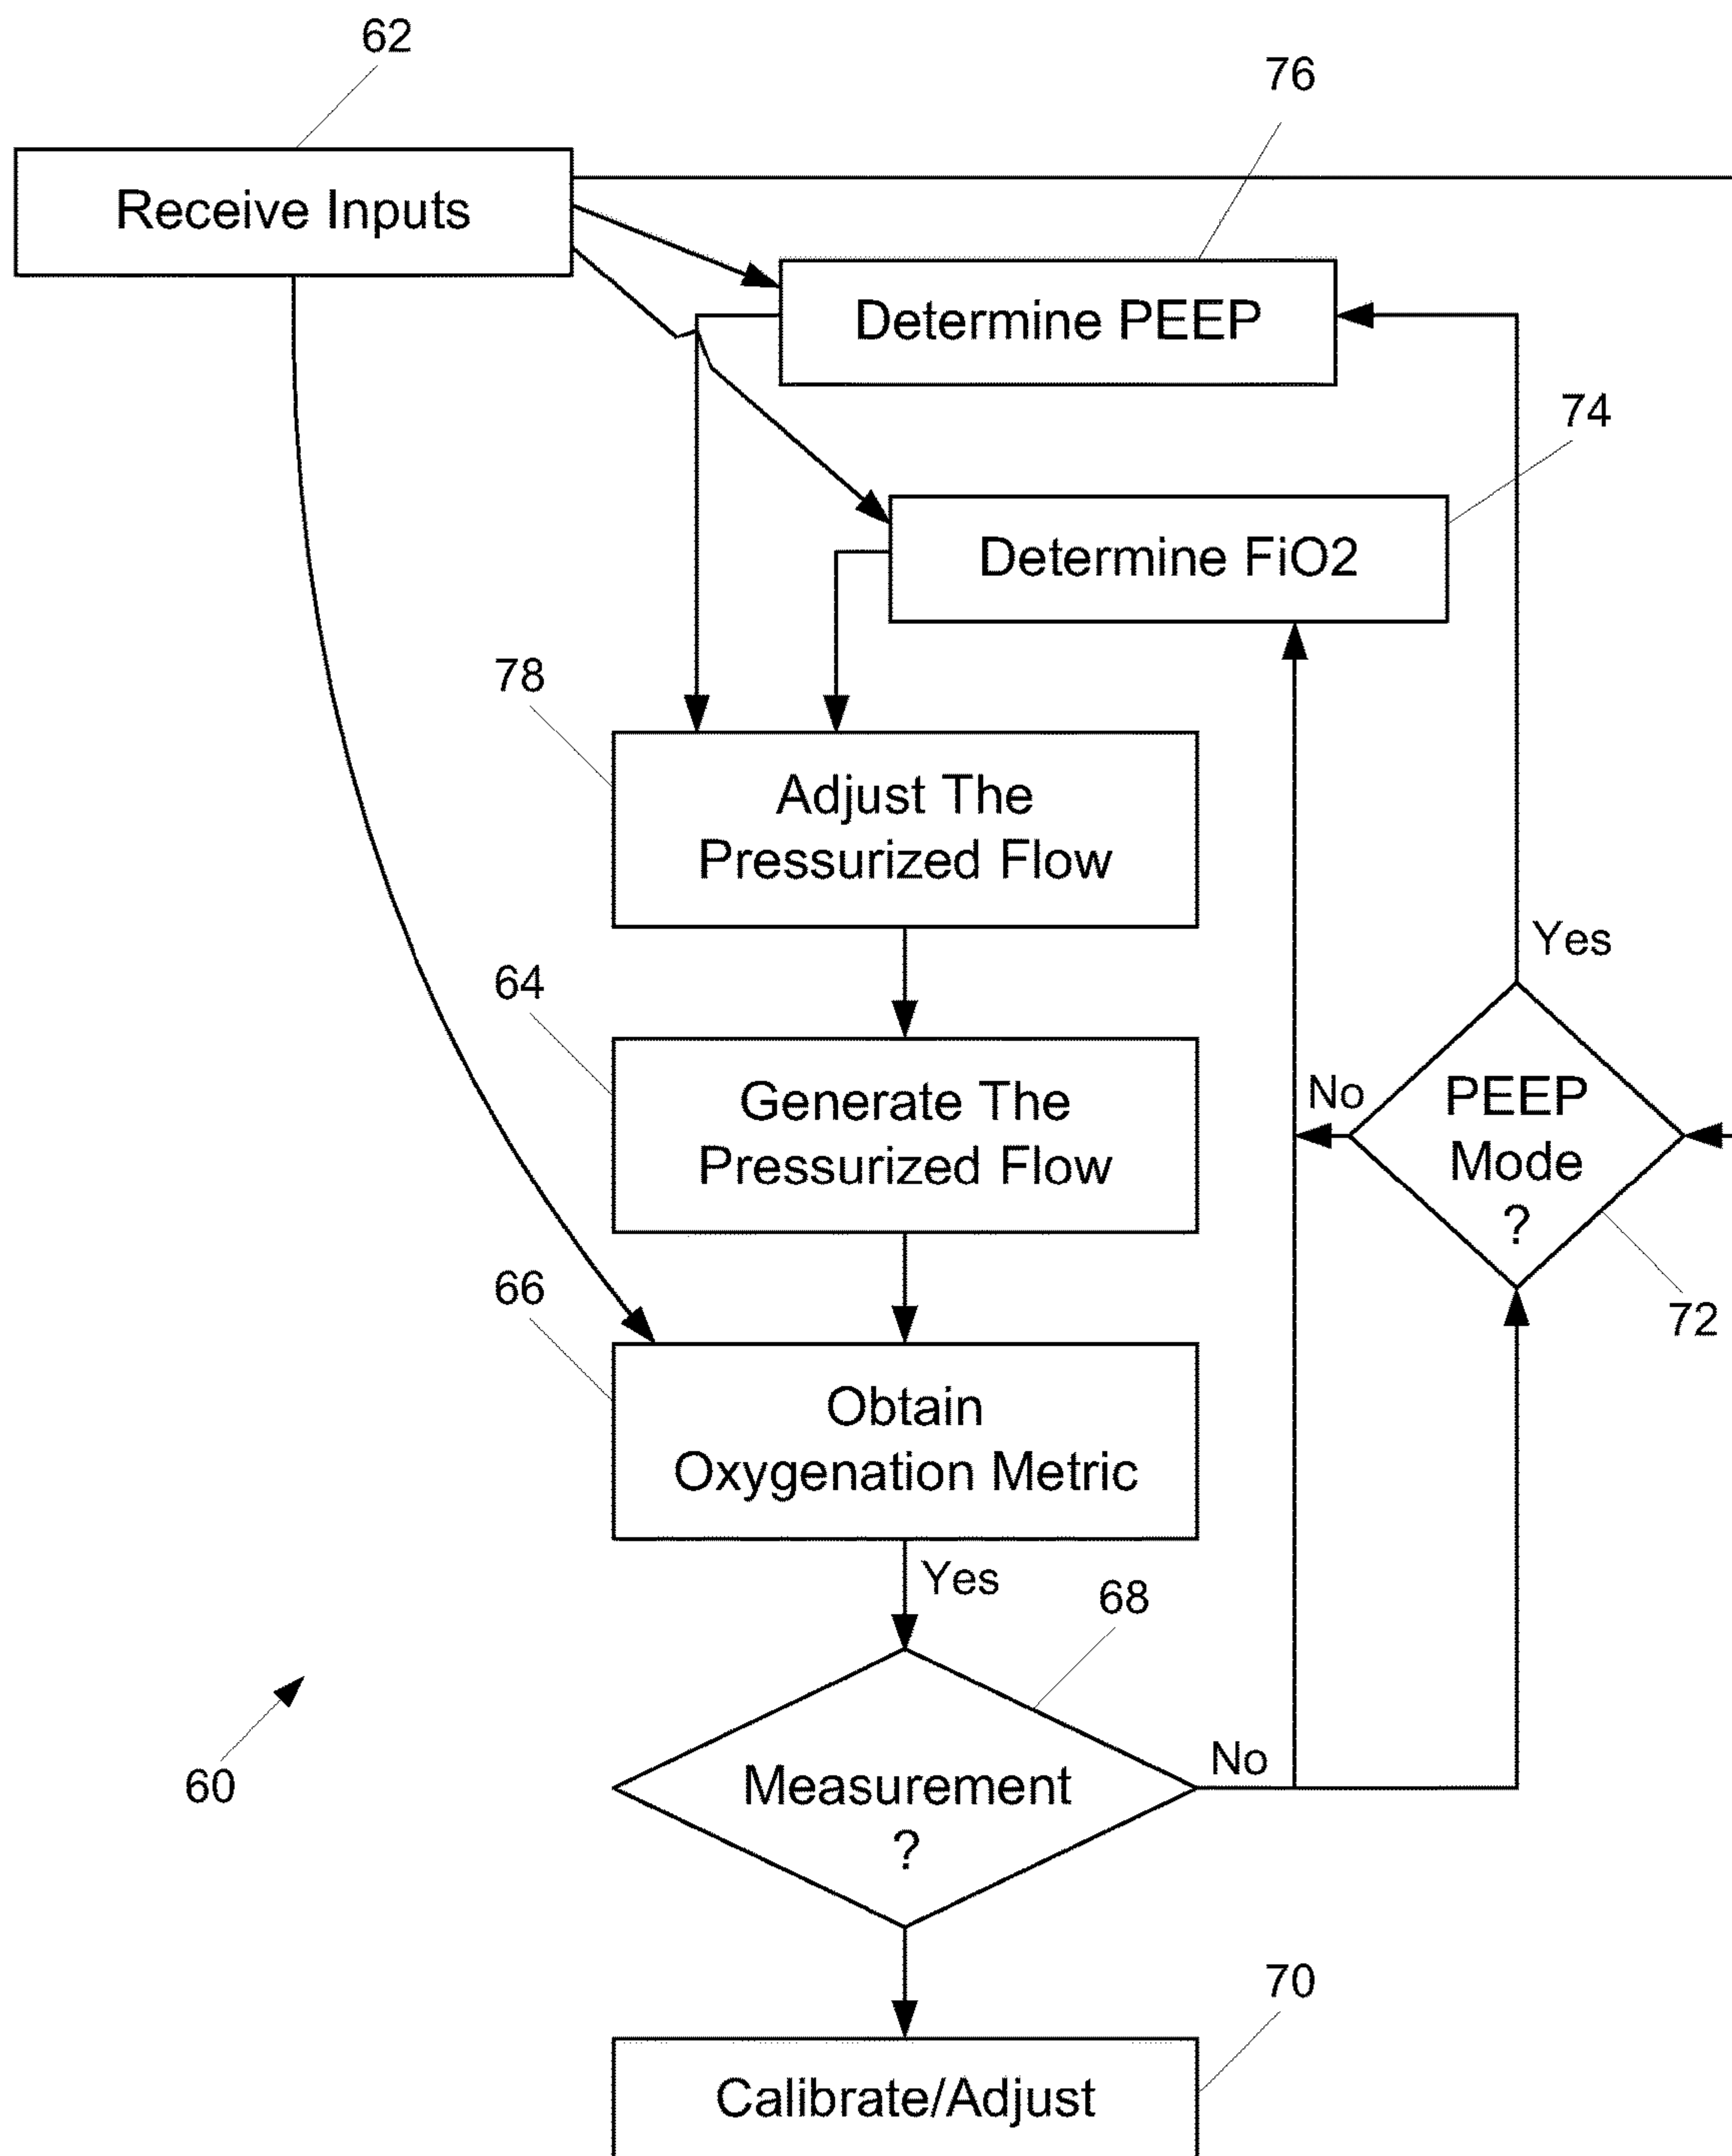 62
76
Receive Inputs
Determine PEEP
74
Determine FiO2
78
Adjust The
Pressurized Flow
Yes
64
Generate The
Pressurized Flow
No
PEEP
Mode
?
72
66
Obtain
Oxygenation Metric
Yes
68
60
Measurement
?
No
70
Calibrate/Adjust